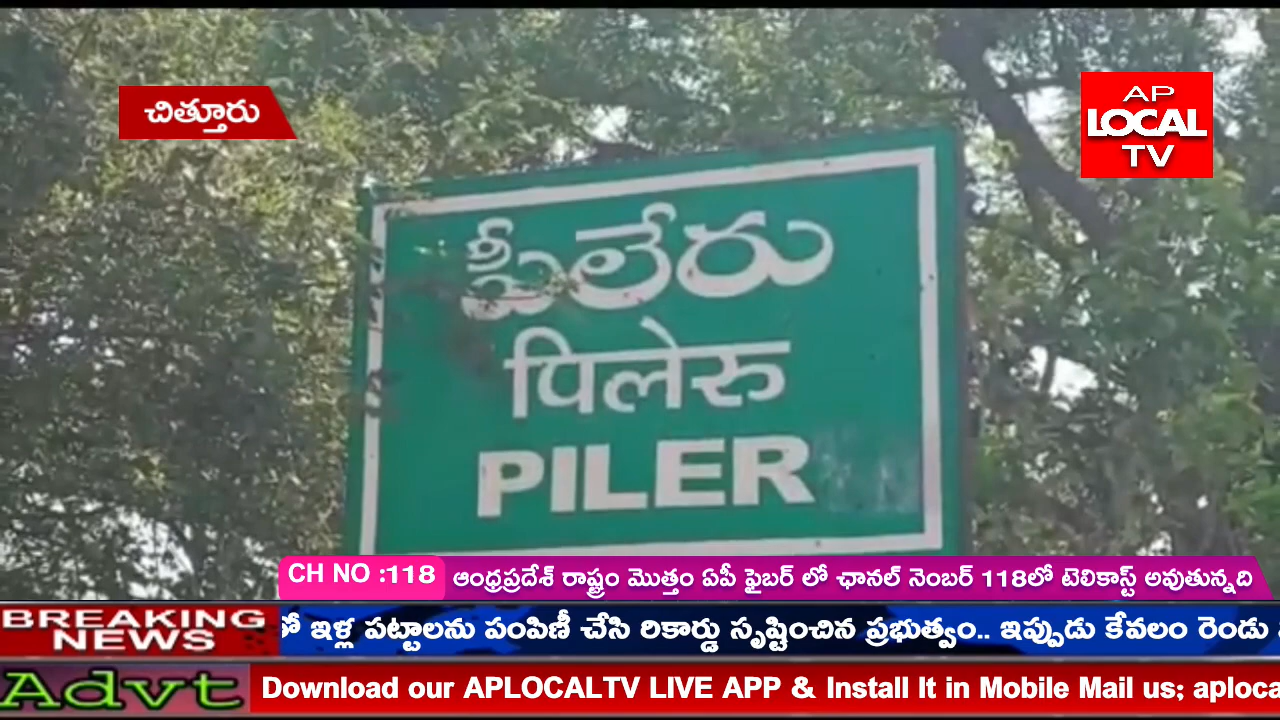 చిత్తూరు
AP
LOCAL
TV
పీలేరు
पिलेरु
PILER
CH NO :118 ఆంధ్రప్రదేశ్ రాష్ట్రం మొత్తం ఏపీ ఫైబర్ లో ఛానల్ నెంబర్ 118లో టెలికాస్ట్ అవుతున్నది
BREAKING
NEWS
ఇళ్ల పట్టాలను పంపిణీ చేసి రికార్డు సృష్టించిన ప్రభుత్వం.. ఇప్పుడు కేవలం రెండు
Advt Download our APLOCALTV LIVE APP & Install It in Mobile Mail us; aploca